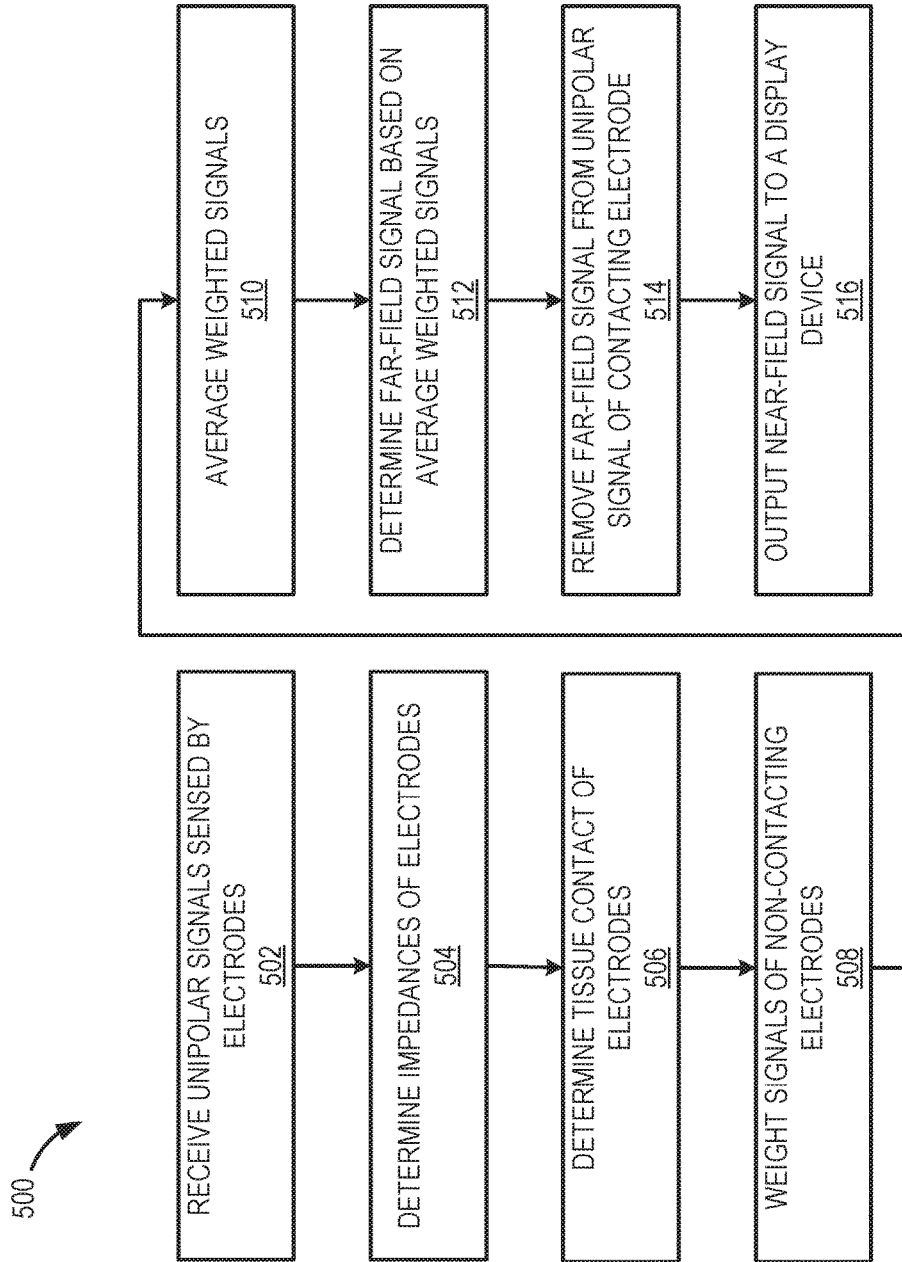 500
RECEIVE UNIPOLAR SIGNALS SENSED BY
ELECTRODES
502
DETERMINE IMPEDANCES OF ELECTRODES
504
DETERMINE TISSUE CONTACT OF
ELECTRODES
506
WEIGHT SIGNALS OF NON-CONTACTING
ELECTRODES
508
AVERAGE WEIGHTED SIGNALS
510
DETERMINE FAR-FIELD SIGNAL BASED ON
AVERAGE WEIGHTED SIGNALS
512
REMOVE FAR-FIELD SIGNAL FROM UNIPOLAR
SIGNAL OF CONTACTING ELECTRODE
514
OUTPUT NEAR-FIELD SIGNAL TO A DISPLAY
DEVICE
516